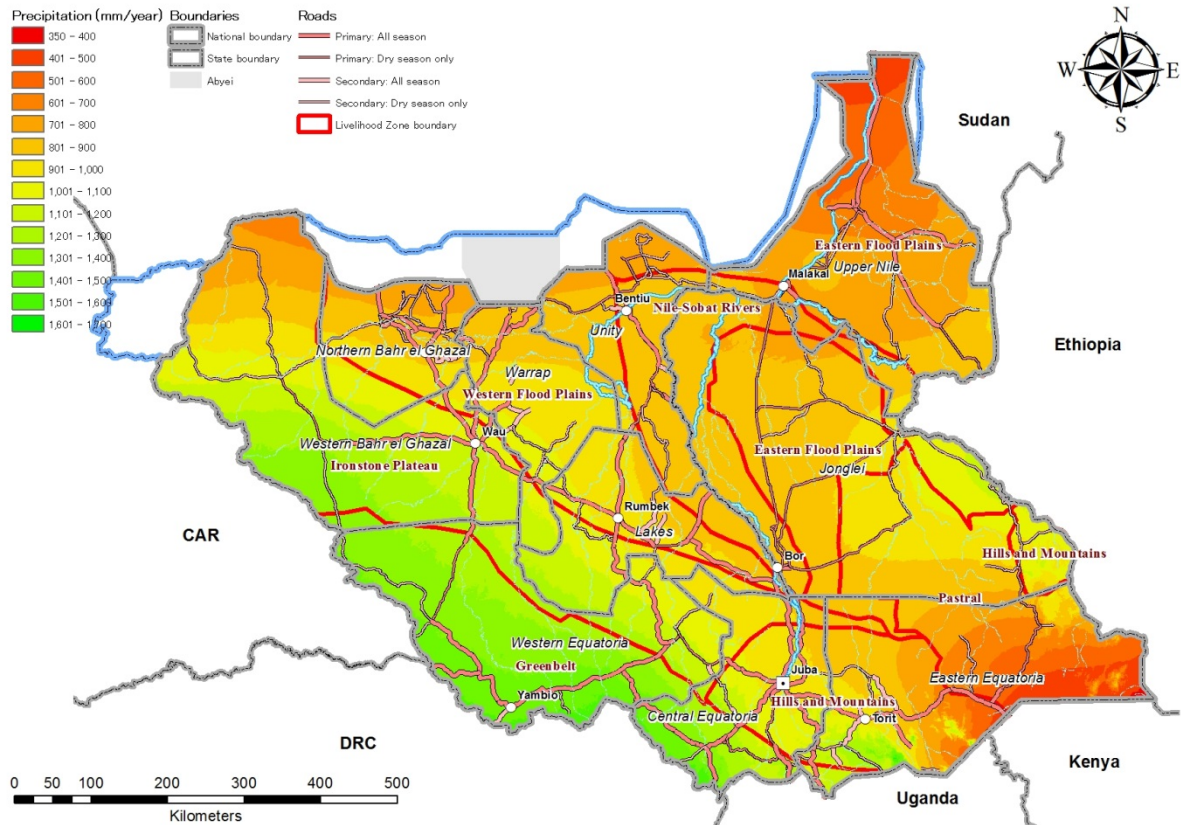 Precipitation (mm/year)
350 - 400
401 - 500
501 - 600
601 - 700
701 - 800
801 - 900
901 - 1,000
1,001 - 1,100
1,101 - 1,200
1,201 - 1,300
1,301 - 1,400
1,401 - 1,500
1,501 - 1,600
1,601 - 1,700
Boundaries
National boundary
State boundary
Abyei
Roads
Primary: All season
Primary: Dry season only
Secondary: All season
Secondary: Dry season only
Livelihood Zone boundary
N
W
E
S
Sudan
Eastern Flood Plains
Upper Nile
Malakal
Bentiu
Nile-Sobat Rivers
Unity
Ethiopia
Northern Bahr el Ghazal
Warrap
Western Flood Plains
Wau
Western Bahr el Ghazal
Ironstone Plateau
Eastern Flood Plains
Jonglei
Rumbek
Lakes
CAR
Bor
Hills and Mountains
Pastral
Western Equatoria
Greenbelt
Juba
Eastern Equatoria
Yambio
Hills and Mountains
Central Equatoria
Torit
DRC
Kenya
Uganda
0 50 100 200 300 400 500
Kilometers